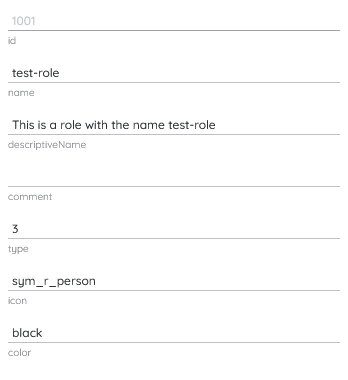 1001
id
test-role
name
This is a role with the name test-role
descriptiveName
comment
3
type
sym_r_person
icon
black
color